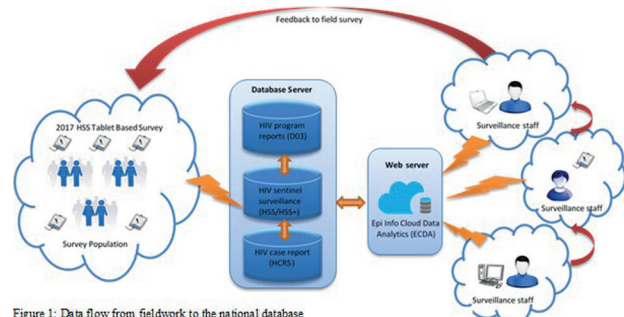 Feedback to field survey
2017 HSS Tablet Based Survey
Survey Population
Database Server
HIV program
reports (D03)
HIV sentinel
surveillance
(HSS/HSS+)
HIV case report
(HCRS)
Web server
Epi Info Cloud Data
Analytics (ECDA)
Surveillance staff
Surveillance staff
Surveillance staff
Figure 1: Data flow from fieldwork to the national database